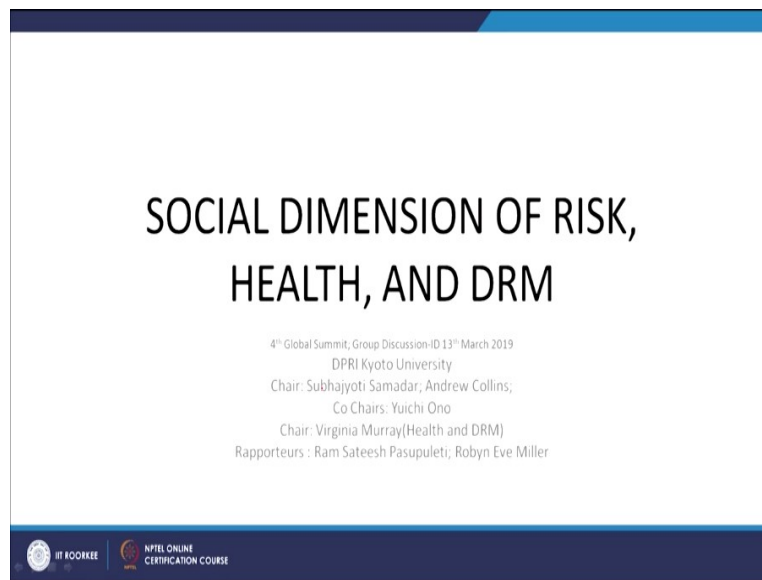 SOCIAL DIMENSION OF RISK,
HEALTH, AND DRM
4th Global Summit; Group Discussion-ID 13th March 2019
DPRI Kyoto University
Chair: Subhajyoti Samadar; Andrew Collins;
Co Chairs: Yuichi Ono
Chair: Virginia Murray(Health and DRM)
Rapporteurs : Ram Sateesh Pasupuleti; Robyn Eve Miller
IIT ROORKEE
NPTEL ONLINE
CERTIFICATION COURSE
NPTEL